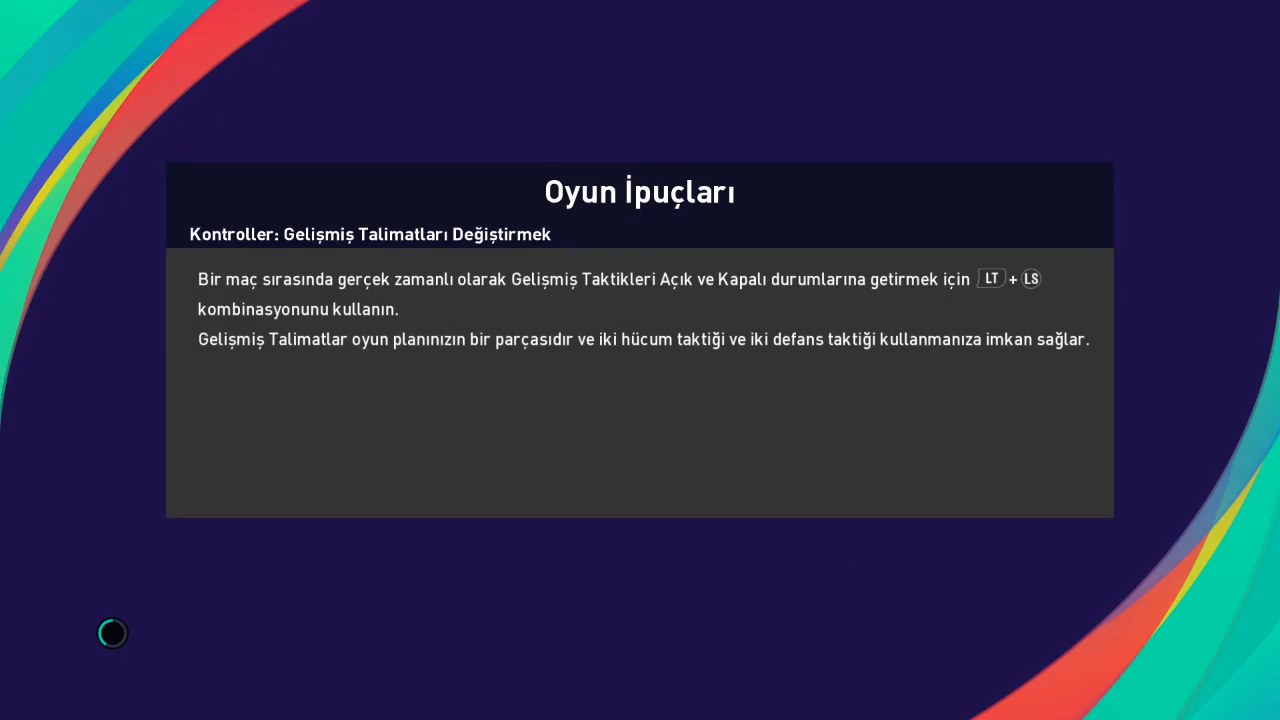 Oyun İpuçları
Kontroller: Gelişmiş Talimatları Değiştirmek
Bir maç sırasında gerçek zamanlı olarak Gelişmiş Taktikleri Açık ve Kapalı durumlarına getirmek için LT + LS
kombinasyonunu kullanın.
Gelişmiş Talimatlar oyun planınızın bir parçasıdır ve iki hücum taktiği ve iki defans taktiği kullanmanıza imkan sağlar.